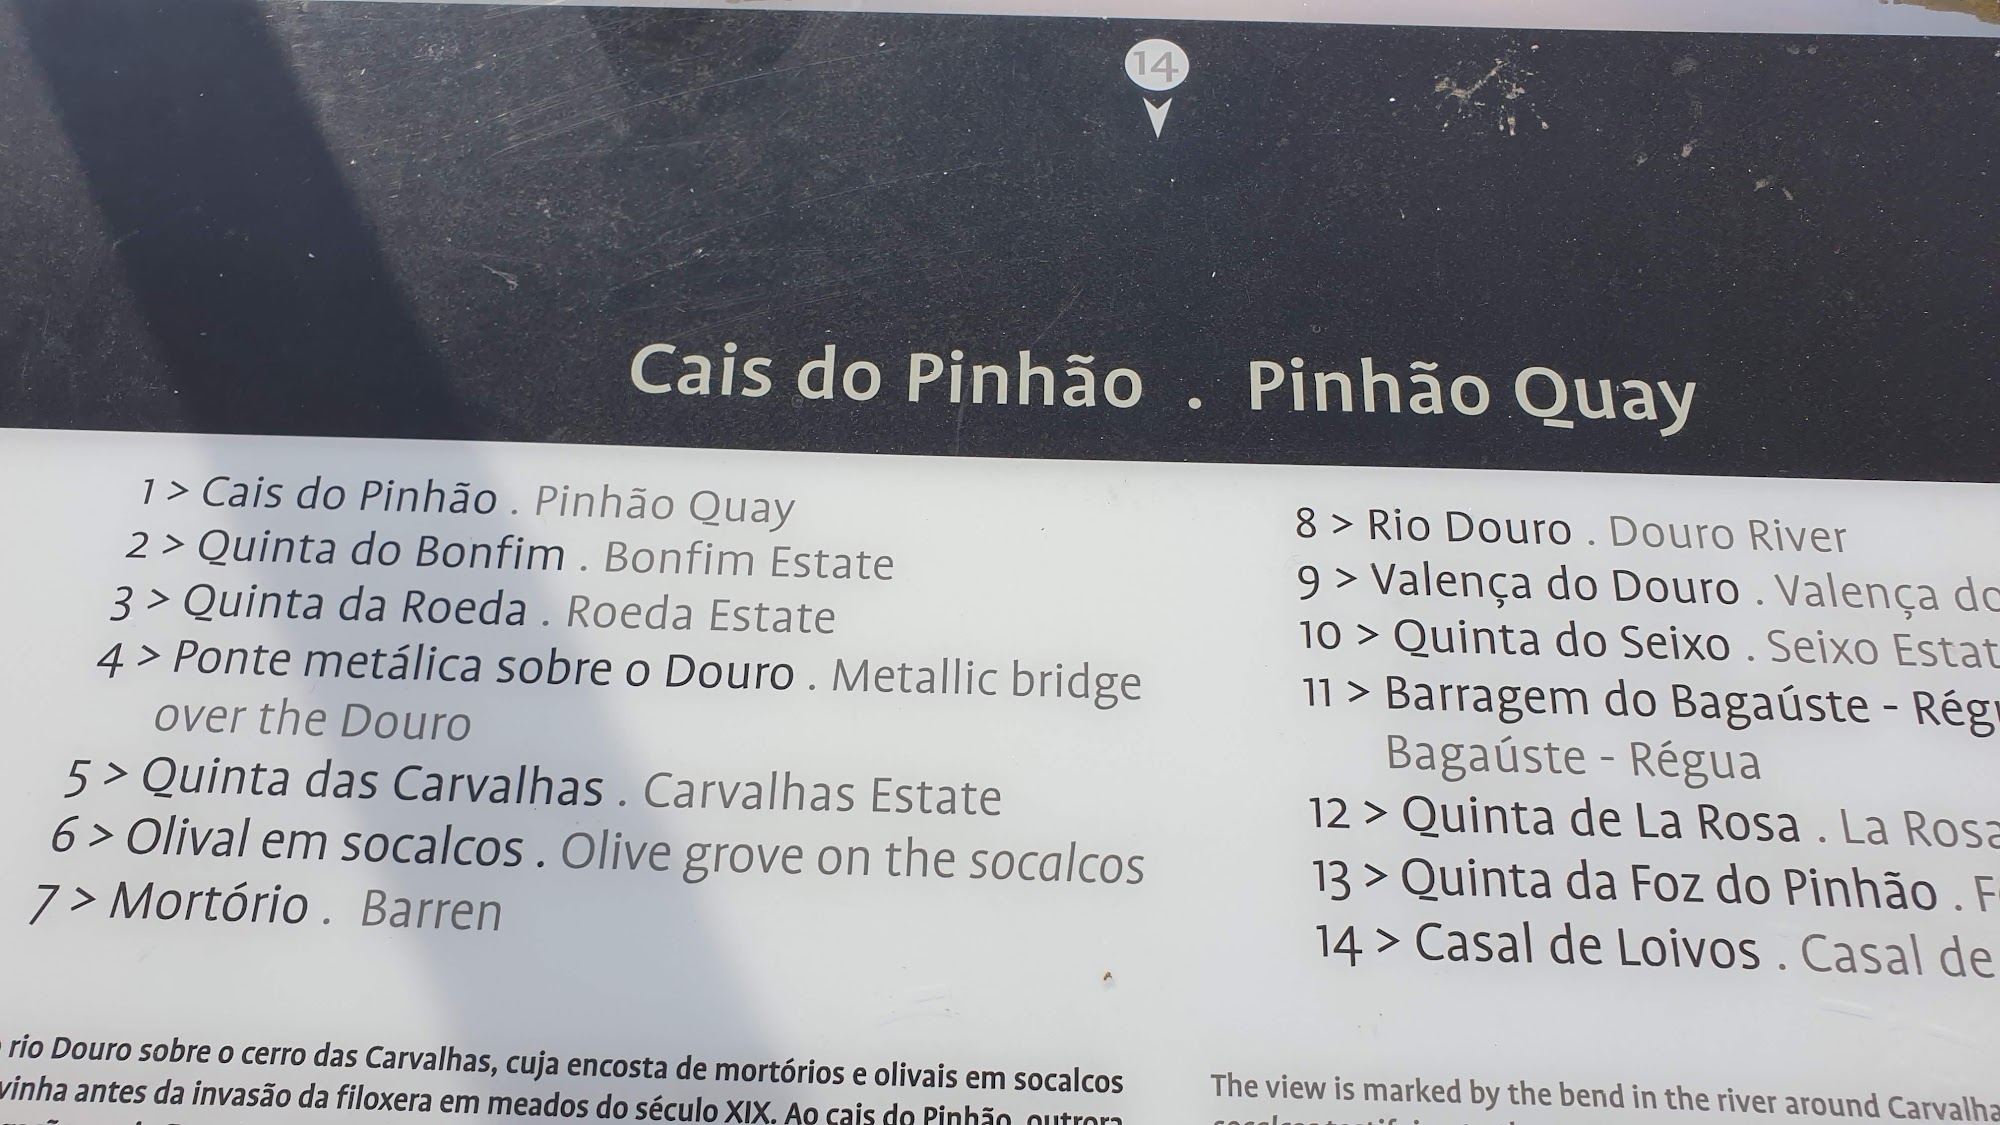 14
Cais do Pinhão . Pinhão Quay
1 > Cais do Pinhão . Pinhão Quay
2 > Quinta do Bonfim . Bonfim Estate
3 > Quinta da Roeda . Roeda Estate
4 > Ponte metálica sobre o Douro . Metallic bridge
over the Douro
5 > Quinta das Carvalhas . Carvalhas Estate
6 > Olival em socalcos . Olive grove on the socalcos
7 > Mortório . Barren
8 > Rio Douro . Douro River
9 > Valença do Douro . Valença do
10 > Quinta do Seixo . Seixo Estat
11 > Barragem do Bagaúste - Rég
Bagaúste - Régua
12 > Quinta de La Rosa . La Rosa
13 > Quinta da Foz do Pinhão . F
14 > Casal de Loivos . Casal de
rio Douro sobre o cerro das Carvalhas, cuja encosta de mortórios e olivais em socalcos
vinha antes da invasão da filoxera em meados do século XIX. Ao cais do Pinhão, outrora
The view is marked by the bend in the river around Carvalha